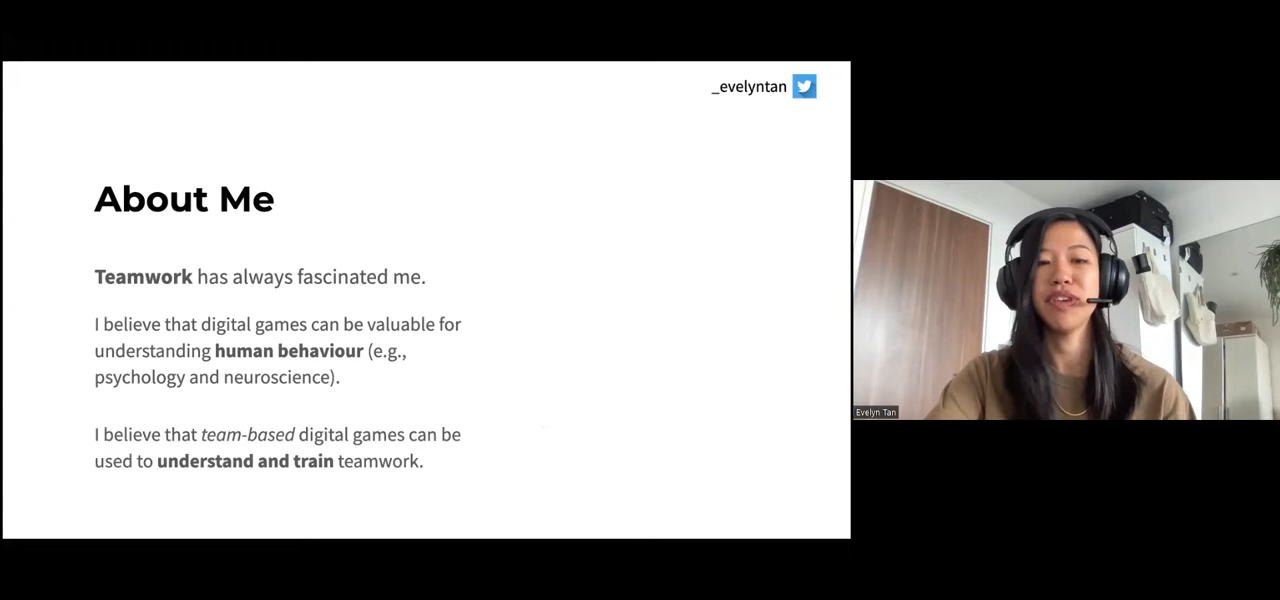 _evelyntan
About Me
Teamwork has always fascinated me.
I believe that digital games can be valuable for
understanding human behaviour (e.g.,
psychology and neuroscience).
I believe that team-based digital games can be
used to understand and train teamwork.
Evelyn Tan